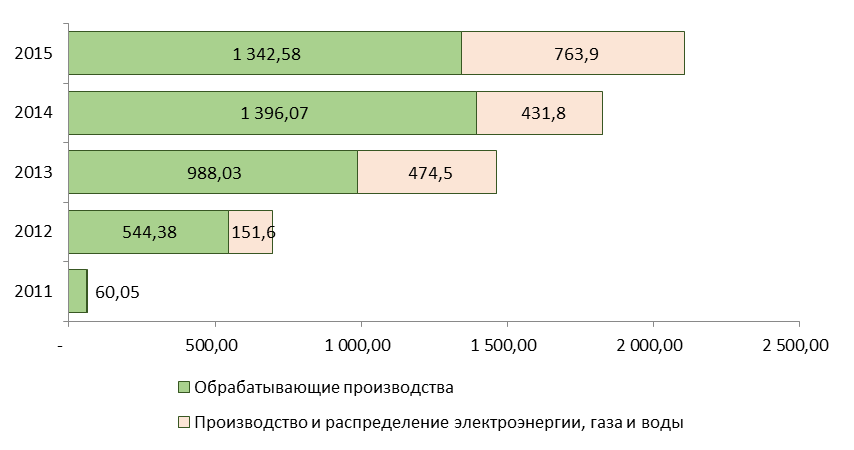 2015 1 342,58 763,9
2014 1 396,07 431,8
2013 988,03 474,5
2012 544,38 151,6
2011 60,05
- 500,00 1 000,00 1 500,00 2 000,00 2 500,00
Обрабатывающие производства
Производство и распределение электроэнергии, газа и воды